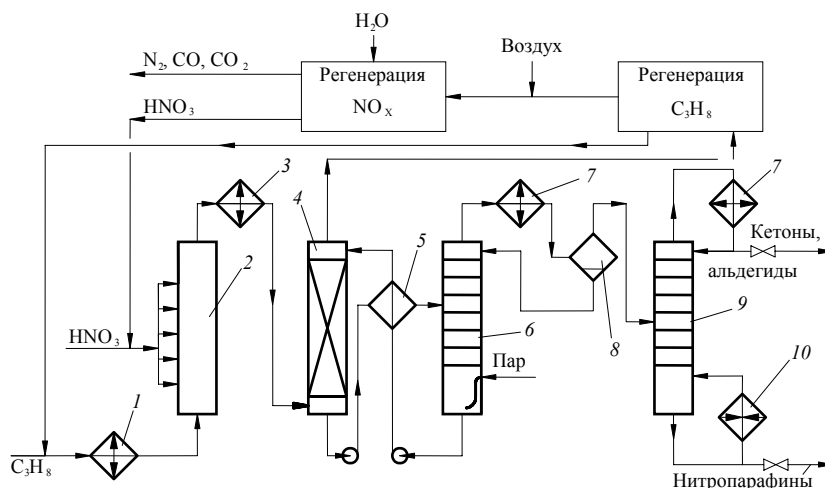 H₂O
Воздух
N₂, CO, CO₂
Регенерация
NOₓ
Регенерация
C₃H₈
HNO₃
3
4
7
7
5
2
Кетоны,
альдегиды
8
9
6
HNO₃
Пар
10
1
C₃H₈
Нитропарафины